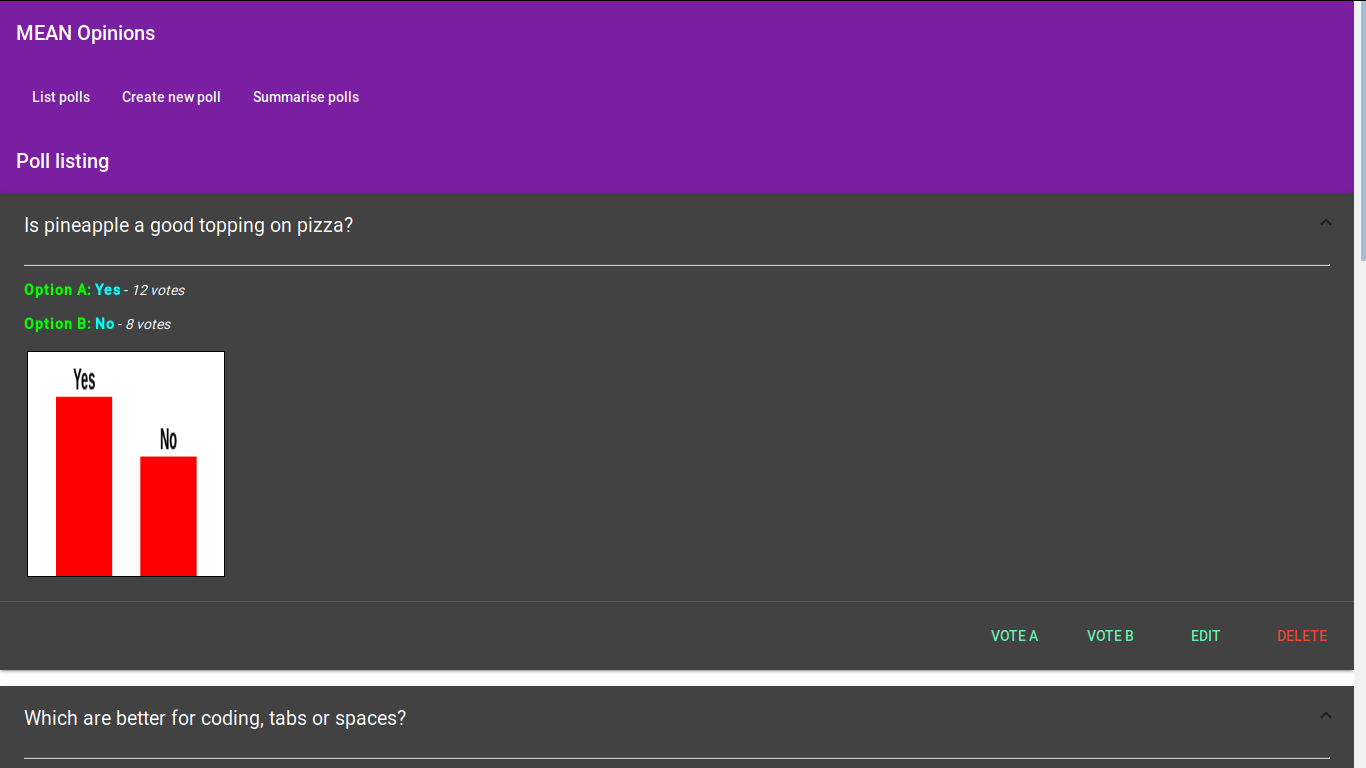 MEAN Opinions
List polls Create new poll Summarise polls
Poll listing
Is pineapple a good topping on pizza?
Option A: Yes - 12 votes
Option B: No - 8 votes
Yes
No
VOTE A VOTE B EDIT DELETE
Which are better for coding, tabs or spaces?